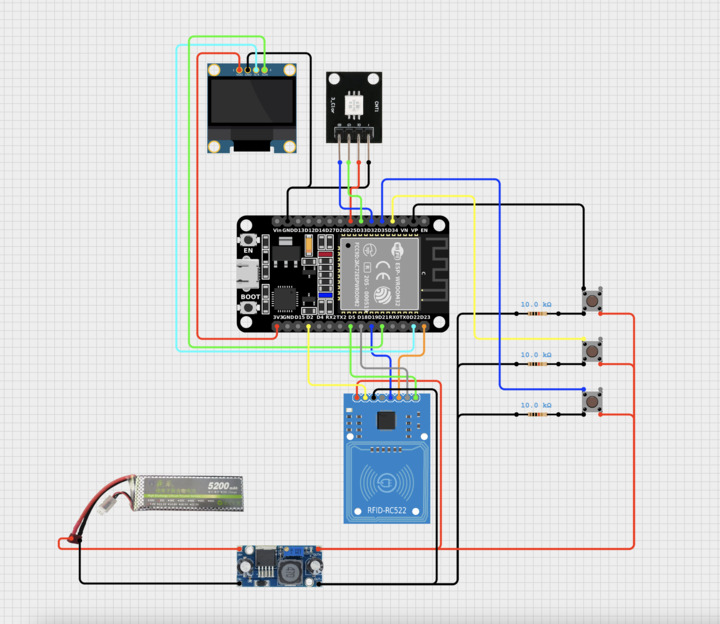 CNT1
EN
BOOT
Vin GND D13 D12 D14 D27 D26 D25 D33 D32 D35 D34 VN VP EN
3V3 GND D15 D2 D4 RX2 TX2 D5 D18 D19 D21 RX0 TX0 D22 D23
CE
ESP-WROOM-32
10.0 kΩ
10.0 kΩ
10.0 kΩ
5200
RFID-RC522